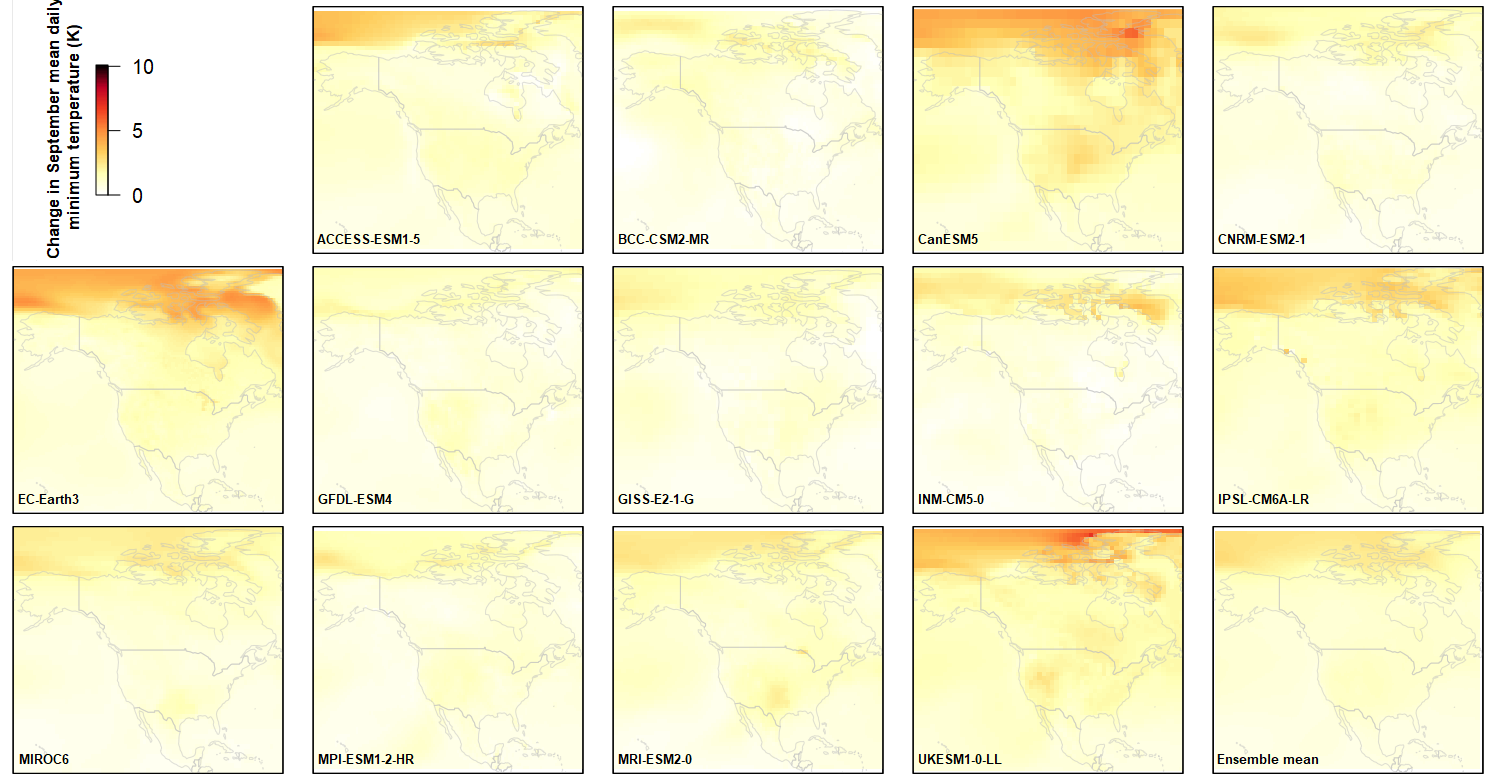 Change in September mean daily
minimum temperature (K)
10
5
0
ACCESS-ESM1-5
BCC-CSM2-MR
CanESM5
CNRM-ESM2-1
EC-Earth3
GFDL-ESM4
GISS-E2-1-G
INM-CM5-0
IPSL-CM6A-LR
MIROC6
MPI-ESM1-2-HR
MRI-ESM2-0
UKESM1-0-LL
Ensemble mean